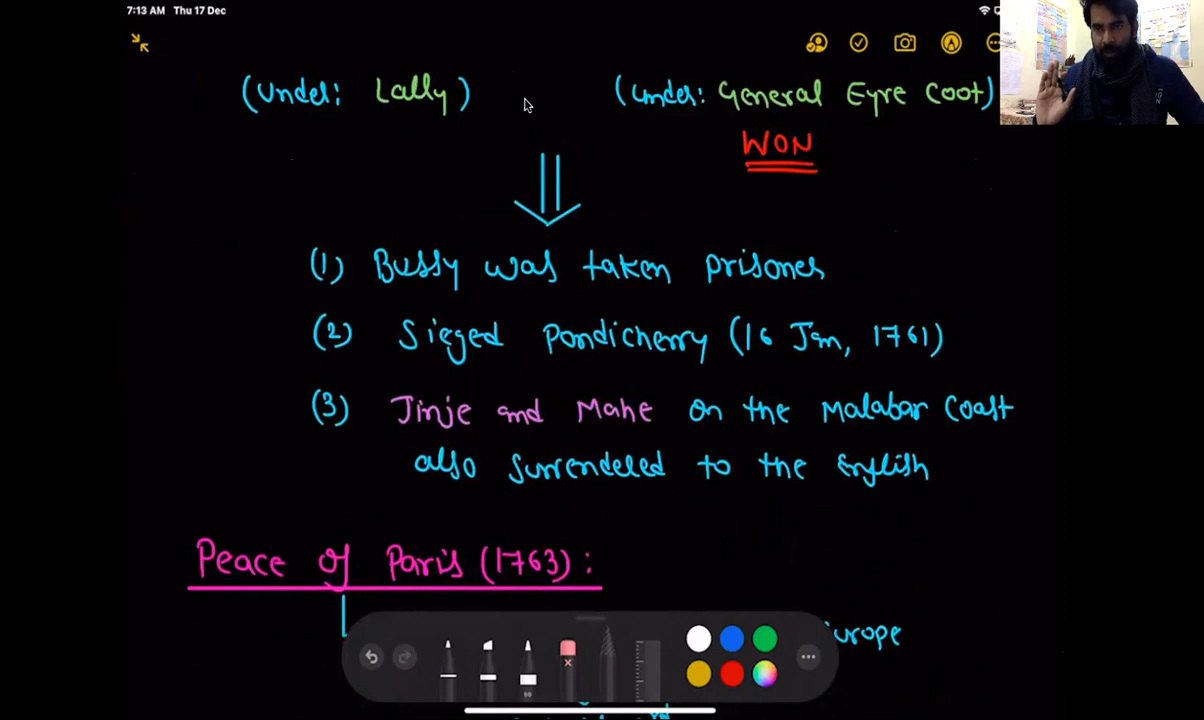 7:13 AM Thu 17 Dec
(Under: Lally)
(Under: General Eyre Coot)
WON
(1) Bussy was taken prisoner
(2) Sieged Pondicherry (16 Jan, 1761)
(3) Jinje and Mahe on the Malabar Coast
also surrendered to the English
Peace of Paris (1763):
Europe
50